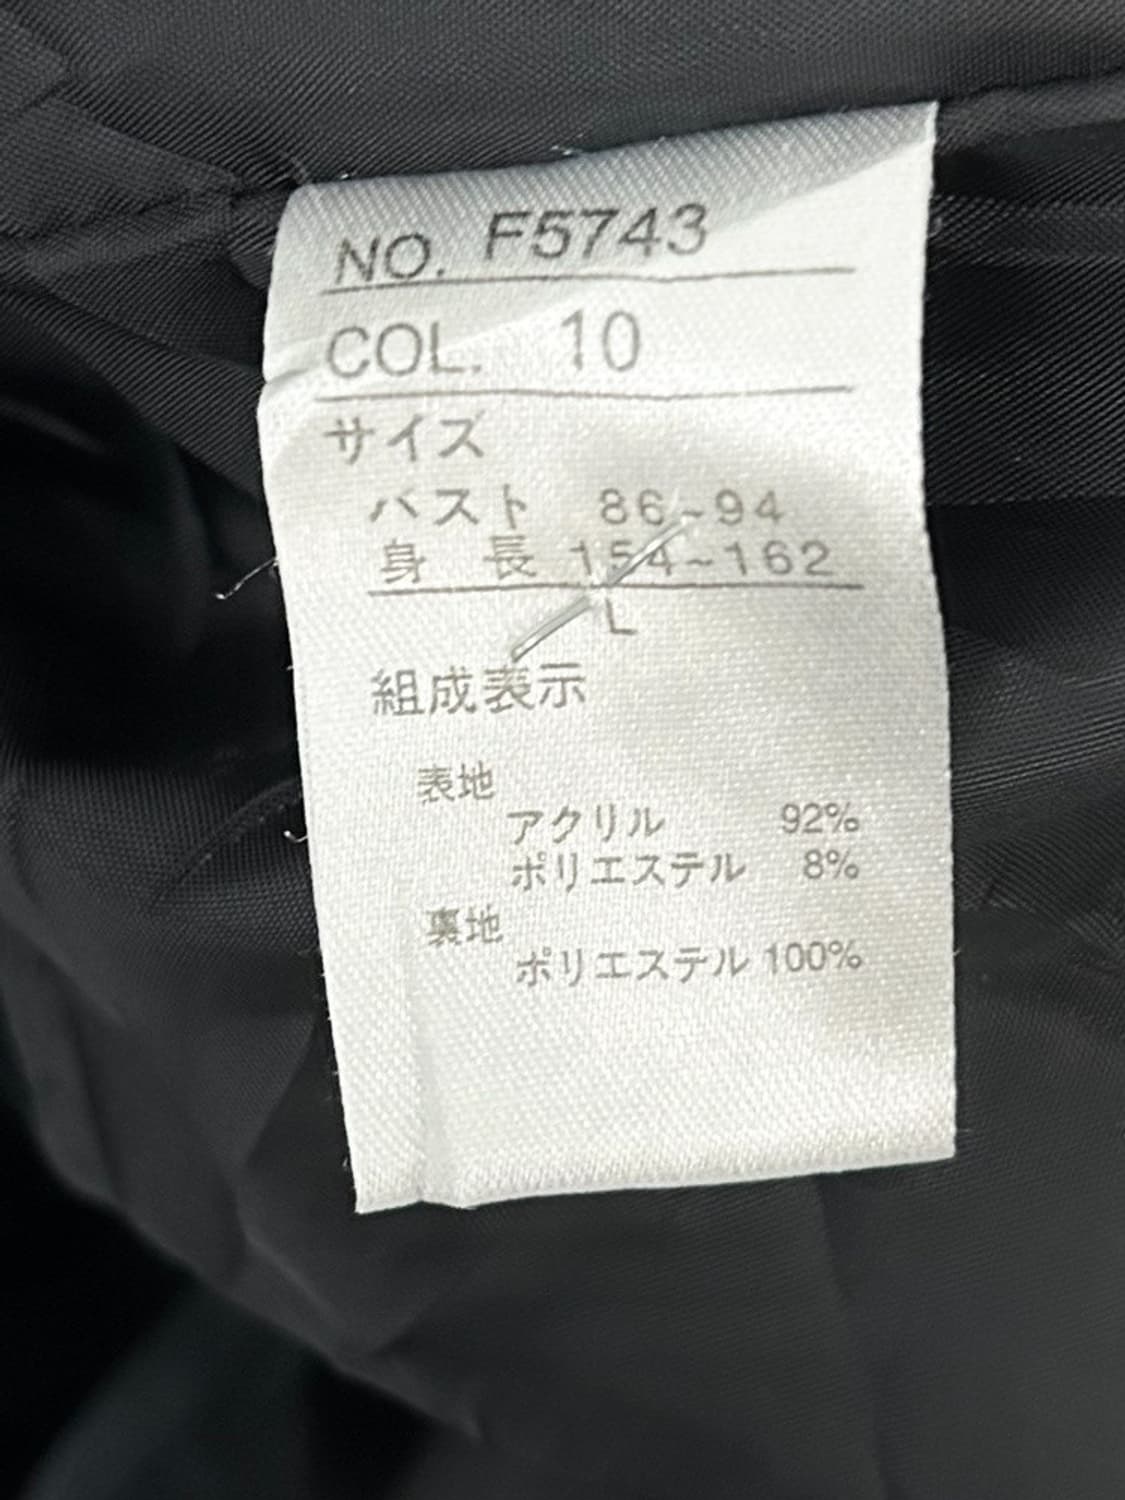 NO. F5743
COL. 10
サイズ
バスト 86~94
身 長 154~162
L
組成表示
表地
アクリル 92%
ポリエステル 8%
裏地
ポリエステル 100%